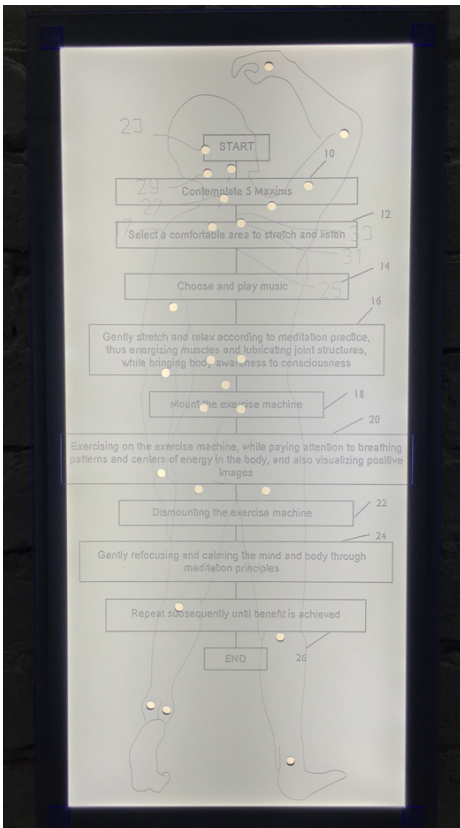 23
START
10
29
Contemplate 5 Maxims
27
12
7
Select a comfortable area to stretch and listen
33
31
14
Choose and play music
25
16
Gently stretch and relax according to meditation practice,
thus energizing muscles and lubricating joint structures,
while bringing body awareness to consciousness
18
Mount the exercise machine
20
Exercising on the exercise machine, while paying attention to breathing
patterns and centers of energy in the body, and also visualizing positive
images
22
Dismounting the exercise machine
24
Gently refocusing and calming the mind and body through
meditation principles
Repeat subsequently until benefit is achieved
END
26